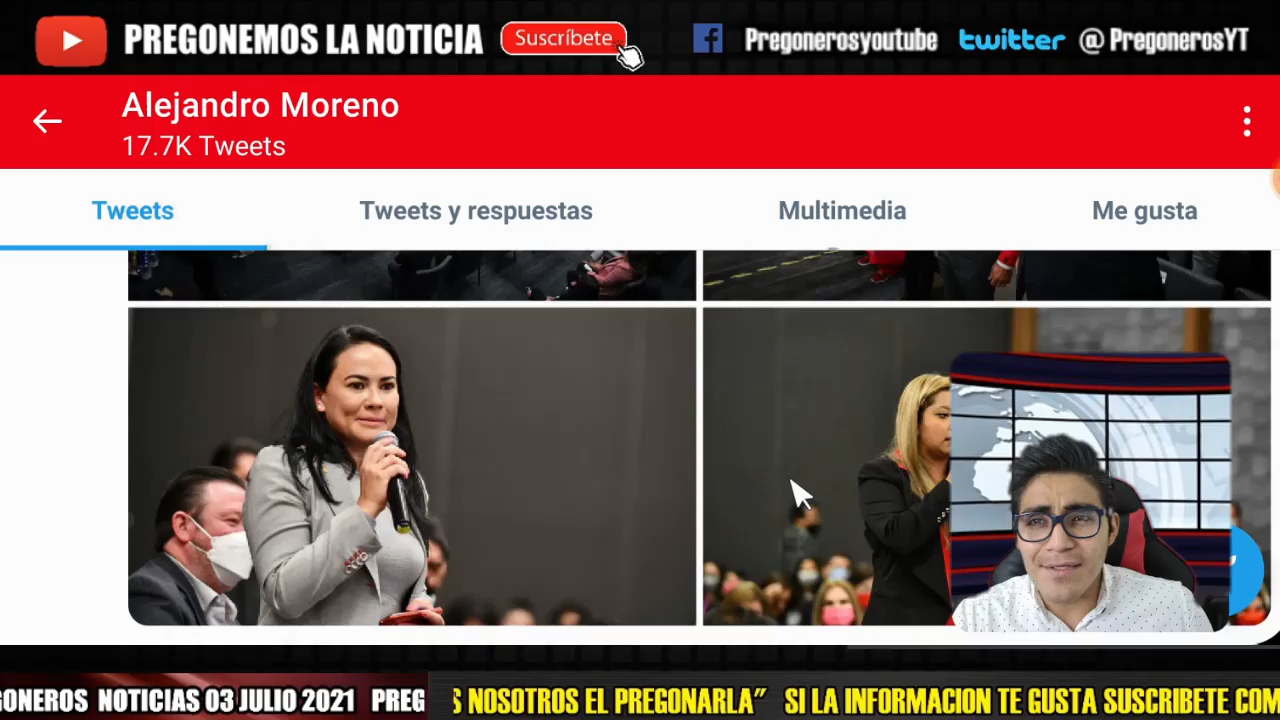 PREGONEMOS LA NOTICIA Suscríbete Pregonerosyoutube twitter @ PregonerosYT
Alejandro Moreno
17.7K Tweets
Tweets Tweets y respuestas Multimedia Me gusta
GONEROS NOTICIAS 03 JULIO 2021 PREG S NOSOTROS EL PREGONARLA” SI LA INFORMACION TE GUSTA SUSCRIBETE COM